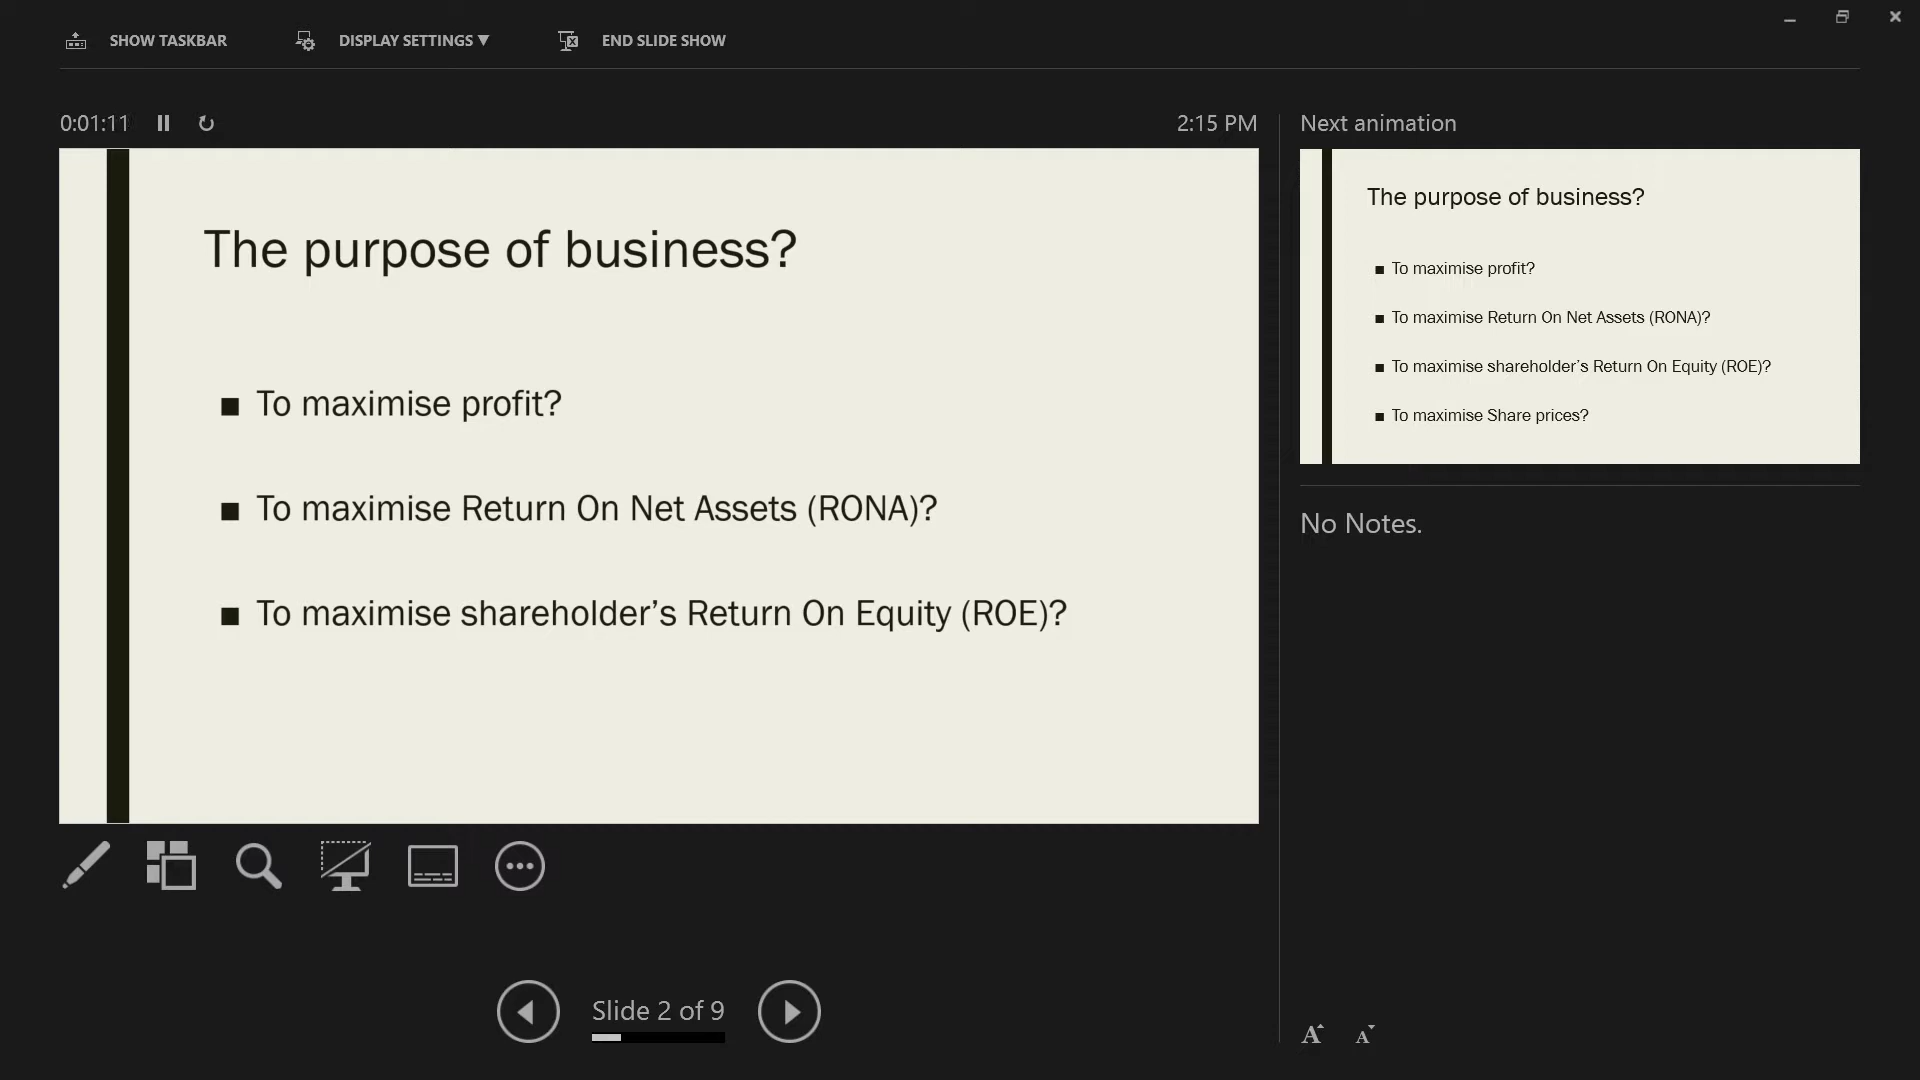 SHOW TASKBAR
DISPLAY SETTINGS ▼
END SLIDE SHOW
0:01:11
2:15 PM
The purpose of business?
■ To maximise profit?
■ To maximise Return On Net Assets (RONA)?
■ To maximise shareholder’s Return On Equity (ROE)?
Slide 2 of 9
Next animation
The purpose of business?
■ To maximise profit?
■ To maximise Return On Net Assets (RONA)?
■ To maximise shareholder’s Return On Equity (ROE)?
■ To maximise Share prices?
No Notes.
A A